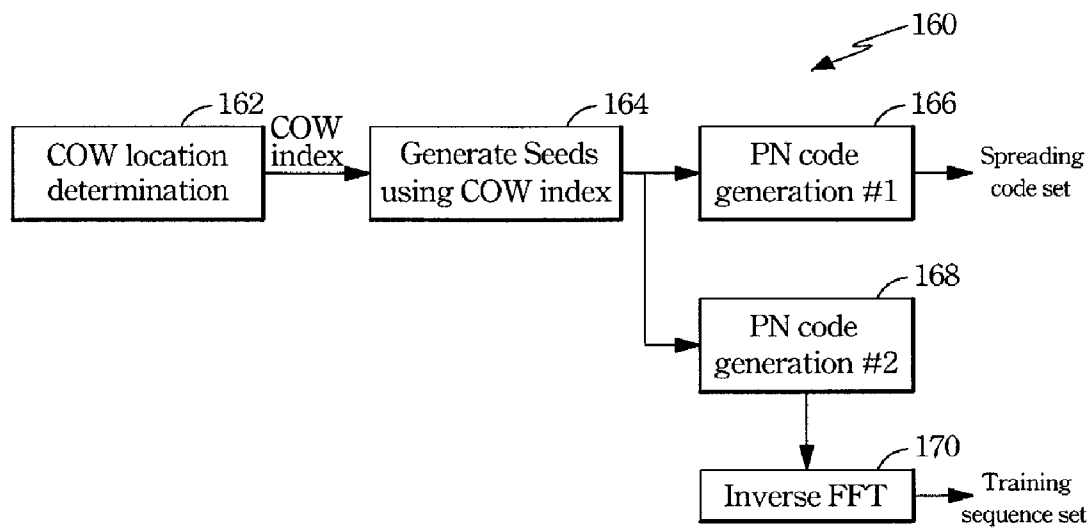 160
162
COW location
determination
COW
index
164
Generate Seeds
using COW index
166
PN code
generation #1
Spreading
code set
168
PN code
generation #2
170
Inverse FFT
Training
sequence set